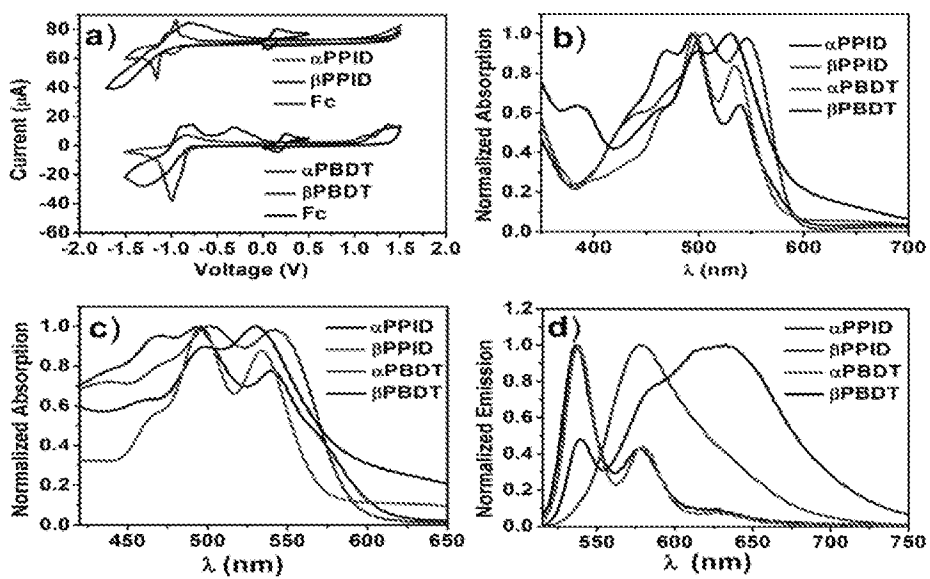 a)
80
60
40
20
0
-20
-40
-60
Current (µA)
αPPID
βPPID
Fc
αPBDT
βPBDT
Fc
-2.0 -1.5 -1.0 -0.5 0.0 0.5 1.0 1.5 2.0
Voltage (V)
b)
1.0
0.8
0.6
0.4
0.2
0.0
Normalized Absorption
αPPID
βPPID
αPBDT
βPBDT
400 500 600 700
λ (nm)
c)
1.0
0.8
0.6
0.4
0.2
0.0
Normalized Absorption
αPPID
βPPID
αPBDT
βPBDT
450 500 550 600 650
λ (nm)
d)
1.2
1.0
0.8
0.6
0.4
0.2
0.0
Normalized Emission
αPPID
βPPID
αPBDT
βPBDT
550 600 650 700 750
λ (nm)